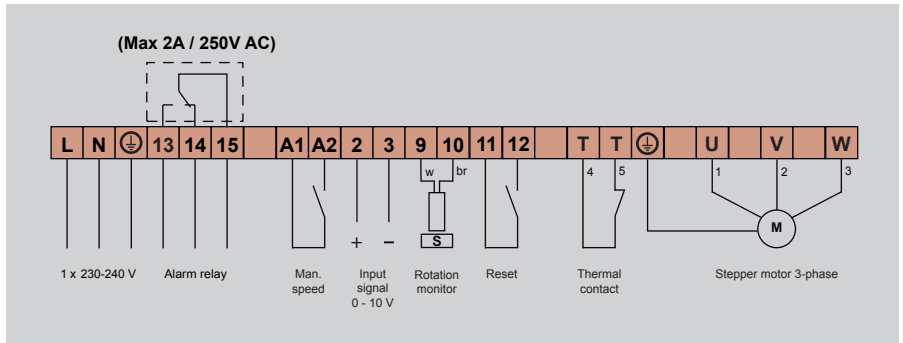 (Max 2A / 250V AC)
L N 13 14 15 A1 A2 2 3 9 10 11 12 T T U V W
w br 4 5 1 2 3
M
+ − S
1 x 230-240 V Alarm relay Man. speed Input signal 0 - 10 V Rotation monitor Reset Thermal contact Stepper motor 3-phase